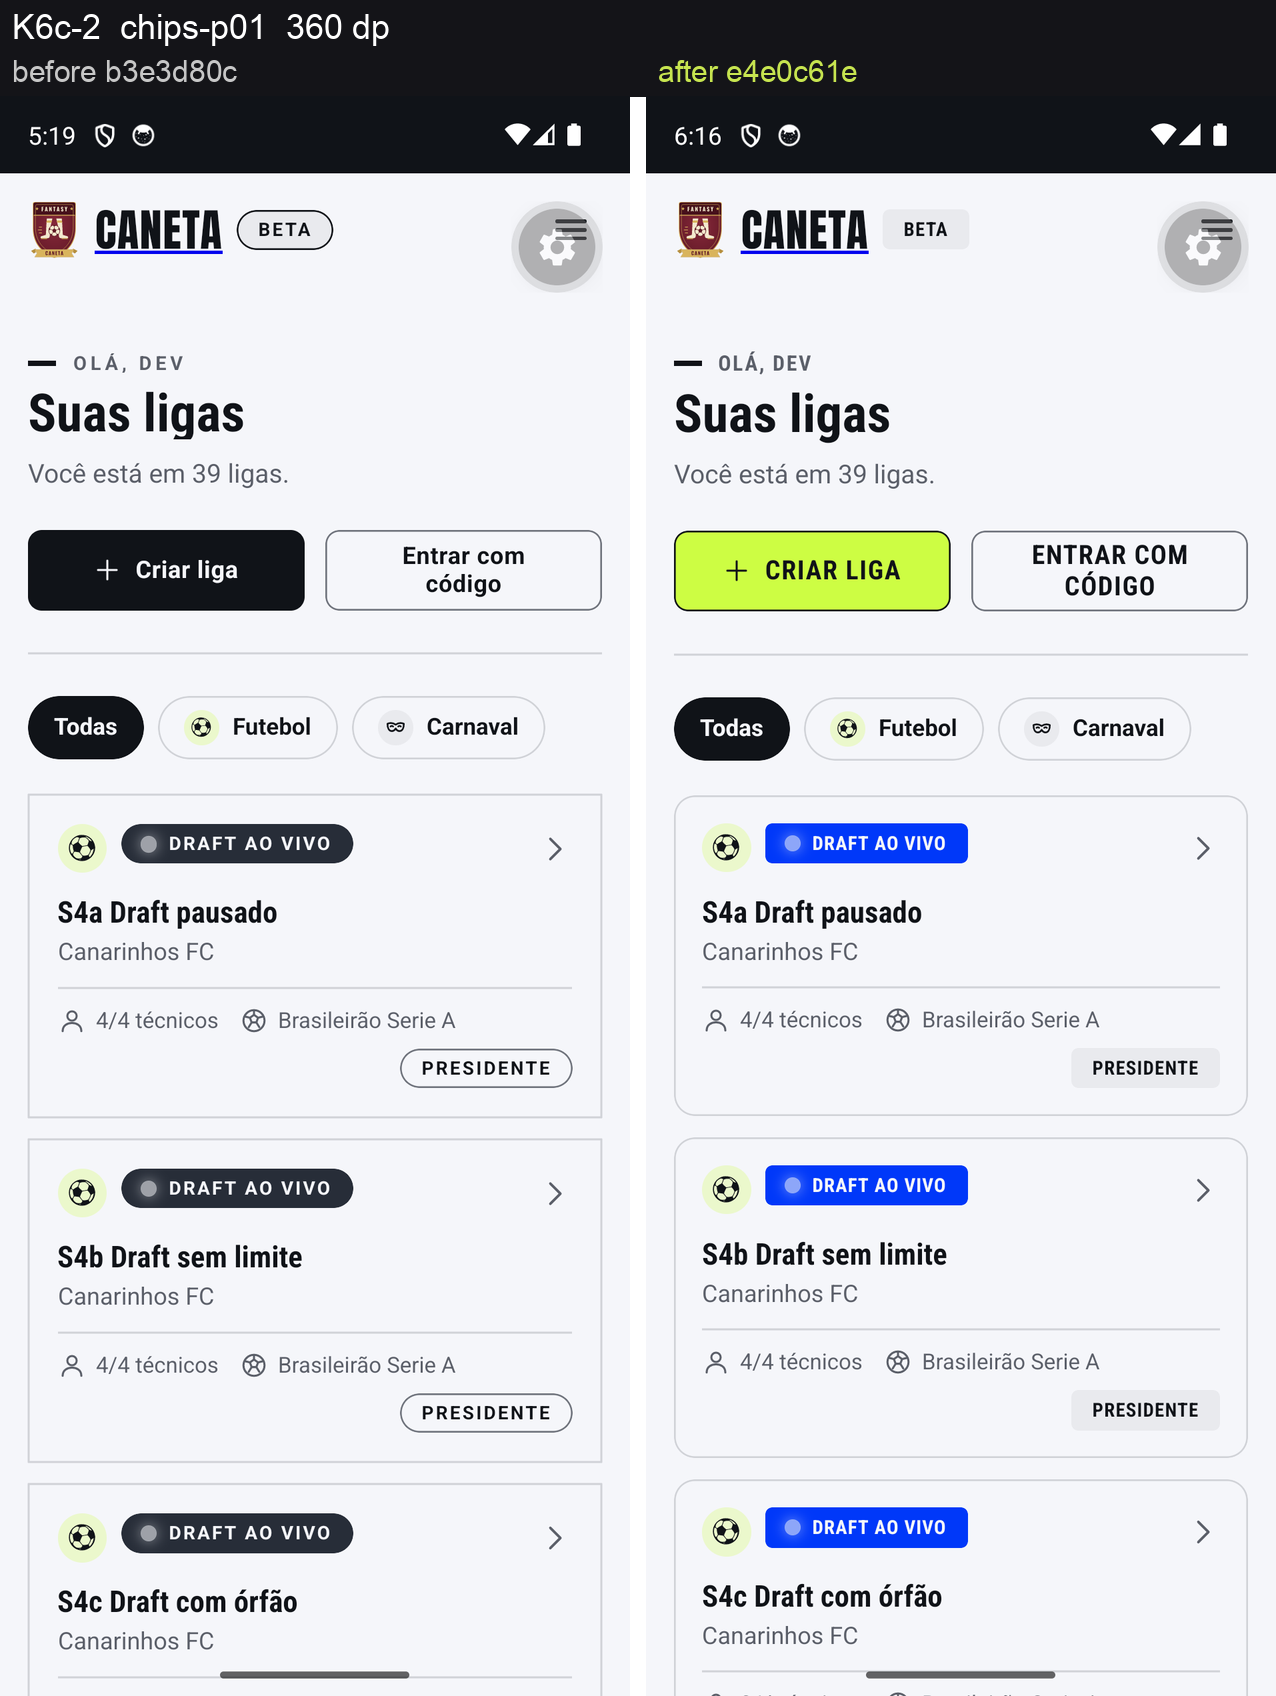 K6c-2 chips-p01 360 dp
before b3e3d80c
after e4e0c61e
5:19
FANTASY
CANETA
CANETA
BETA
OLÁ, DEV
Suas ligas
Você está em 39 ligas.
Criar liga
Entrar com
código
Todas
Futebol
Carnaval
DRAFT AO VIVO
S4a Draft pausado
Canarinhos FC
4/4 técnicos
Brasileirão Serie A
PRESIDENTE
DRAFT AO VIVO
S4b Draft sem limite
Canarinhos FC
4/4 técnicos
Brasileirão Serie A
PRESIDENTE
DRAFT AO VIVO
S4c Draft com órfão
Canarinhos FC
6:16
FANTASY
CANETA
CANETA
BETA
OLÁ, DEV
Suas ligas
Você está em 39 ligas.
CRIAR LIGA
ENTRAR COM
CÓDIGO
Todas
Futebol
Carnaval
DRAFT AO VIVO
S4a Draft pausado
Canarinhos FC
4/4 técnicos
Brasileirão Serie A
PRESIDENTE
DRAFT AO VIVO
S4b Draft sem limite
Canarinhos FC
4/4 técnicos
Brasileirão Serie A
PRESIDENTE
DRAFT AO VIVO
S4c Draft com órfão
Canarinhos FC